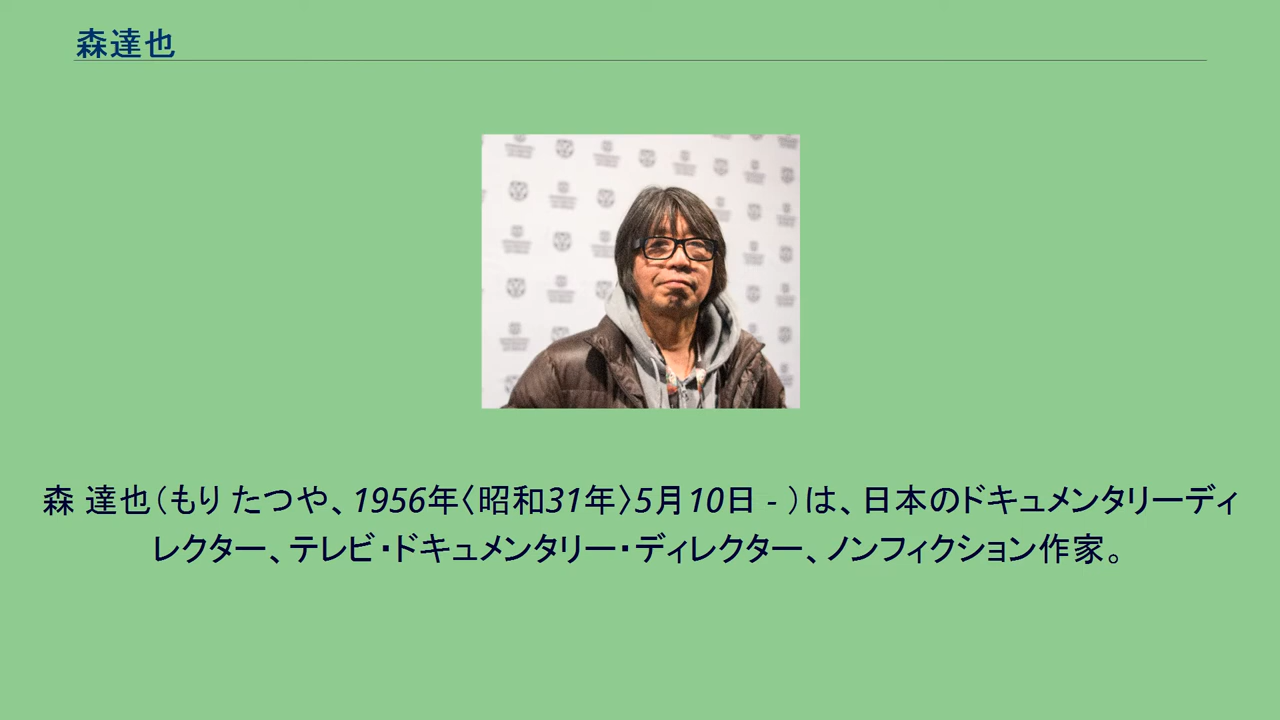 森達也
森 達也（もり たつや、1956年〈昭和31年〉5月10日 - ）は、日本のドキュメンタリーディ
レクター、テレビ・ドキュメンタリー・ディレクター、ノンフィクション作家。